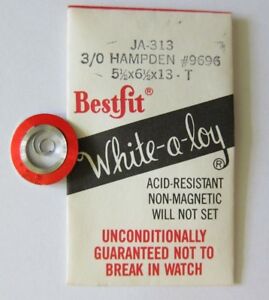 JA-313
3/0 HAMPDEN #9696
5½x6½x13 - T
Bestfit®
White-a-loy®
ACID-RESISTANT
NON-MAGNETIC
WILL NOT SET
UNCONDITIONALLY
GUARANTEED NOT TO
BREAK IN WATCH